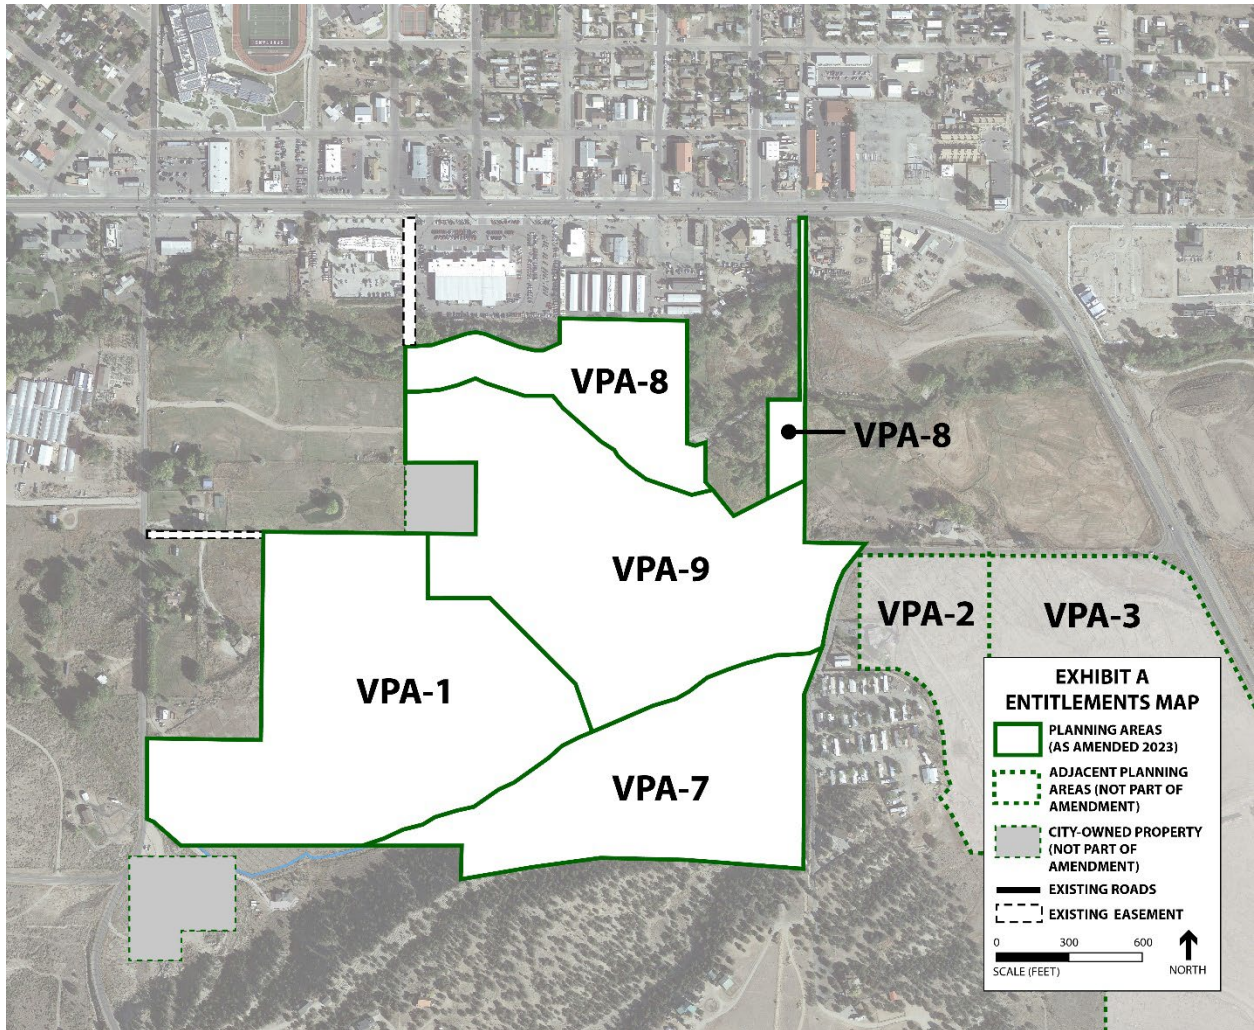 VPA-8
VPA-8
VPA-9
VPA-2
VPA-3
VPA-1
VPA-7
EXHIBIT A
ENTITLEMENTS MAP
PLANNING AREAS
(AS AMENDED 2023)
ADJACENT PLANNING
AREAS (NOT PART OF
AMENDMENT)
CITY-OWNED PROPERTY
(NOT PART OF
AMENDMENT)
EXISTING ROADS
EXISTING EASEMENT
0 300 600
SCALE (FEET)
NORTH